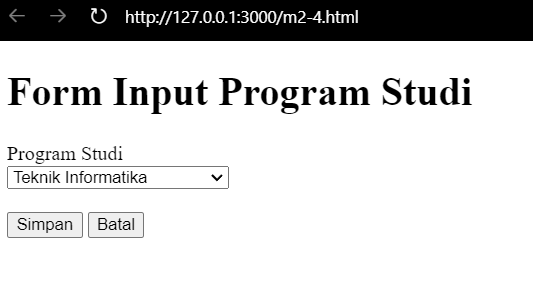 http://127.0.0.1:3000/m2-4.html
Form Input Program Studi
Program Studi
Teknik Informatika
Simpan Batal